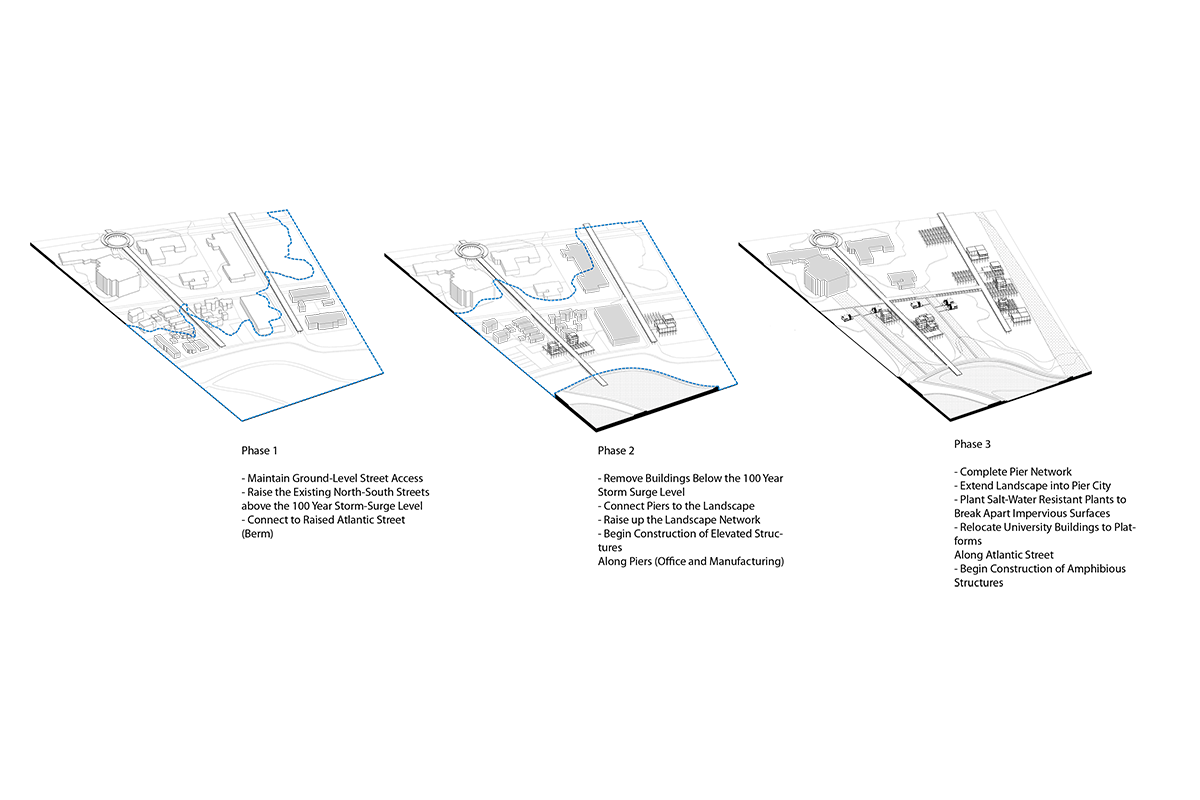 Phase 1
- Maintain Ground-Level Street Access
- Raise the Existing North-South Streets
above the 100 Year Storm-Surge Level
- Connect to Raised Atlantic Street
(Berm)
Phase 2
- Remove Buildings Below the 100 Year
Storm Surge Level
- Connect Piers to the Landscape
- Raise up the Landscape Network
- Begin Construction of Elevated Struc-
tures
Along Piers (Office and Manufacturing)
Phase 3
- Complete Pier Network
- Extend Landscape into Pier City
- Plant Salt-Water Resistant Plants to
Break Apart Impervious Surfaces
- Relocate University Buildings to Plat-
forms
Along Atlantic Street
- Begin Construction of Amphibious
Structures